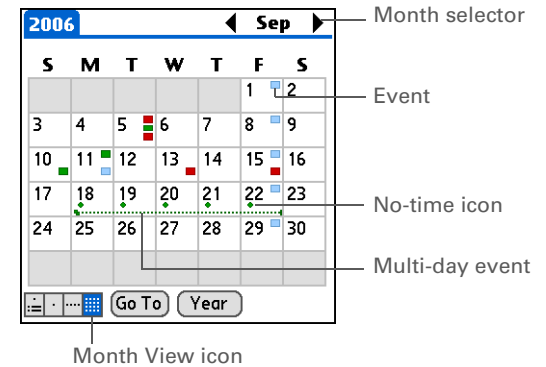 2006 Sep Month selector
S M T W T F S
1 2 Event
3 4 5 6 7 8 9
10 11 12 13 14 15 16
17 18 19 20 21 22 23 No-time icon
24 25 26 27 28 29 30
Multi-day event
Go To Year
Month View icon